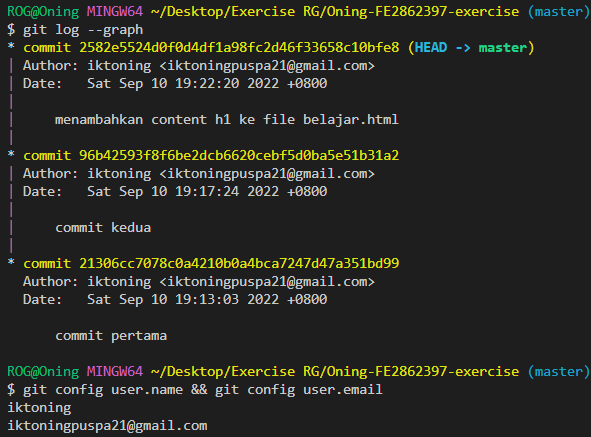 ROG@Oning MINGW64 ~/Desktop/Exercise RG/Oning-FE2862397-exercise (master)
$ git log --graph
* commit 2582e5524d0f0d4df1a98fc2d46f33658c10bfe8 (HEAD -> master)
| Author: iktoning <iktoningpuspa21@gmail.com>
| Date:   Sat Sep 10 19:22:20 2022 +0800
|
|     menambahkan content h1 ke file belajar.html
|
* commit 96b42593f8f6be2dcb6620cebf5d0ba5e51b31a2
| Author: iktoning <iktoningpuspa21@gmail.com>
| Date:   Sat Sep 10 19:17:24 2022 +0800
|
|     commit kedua
|
* commit 21306cc7078c0a4210b0a4bca7247d47a351bd99
  Author: iktoning <iktoningpuspa21@gmail.com>
  Date:   Sat Sep 10 19:13:03 2022 +0800

      commit pertama

ROG@Oning MINGW64 ~/Desktop/Exercise RG/Oning-FE2862397-exercise (master)
$ git config user.name && git config user.email
iktoning
iktoningpuspa21@gmail.com